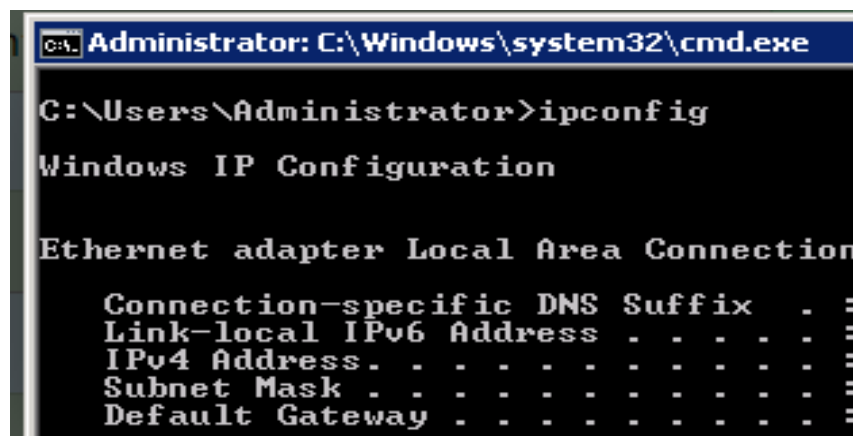 Administrator: C:\Windows\system32\cmd.exe
C:\Users\Administrator>ipconfig
Windows IP Configuration
Ethernet adapter Local Area Connection
Connection-specific DNS Suffix . :
Link-local IPv6 Address . . . . . :
IPv4 Address. . . . . . . . . . . :
Subnet Mask . . . . . . . . . . . :
Default Gateway . . . . . . . . . :